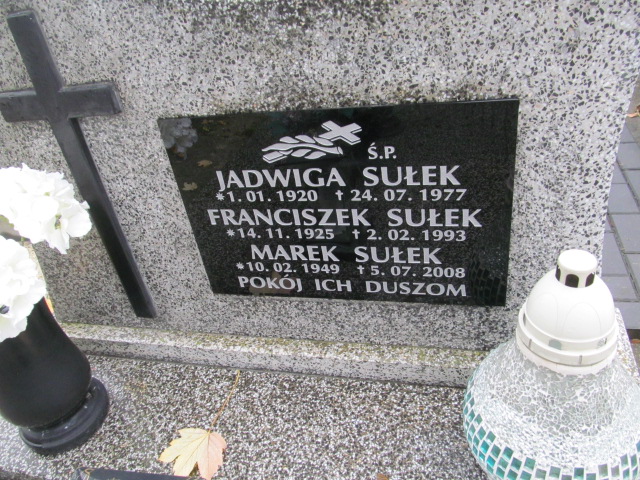 Ś.P.
JADWIGA SUŁEK
*1. 01. 1920 † 24. 07. 1977
FRANCISZEK SUŁEK
*14. 11. 1925 † 2. 02. 1993
MAREK SUŁEK
*10. 02. 1949 † 5. 07. 2008
POKÓJ ICH DUSZOM